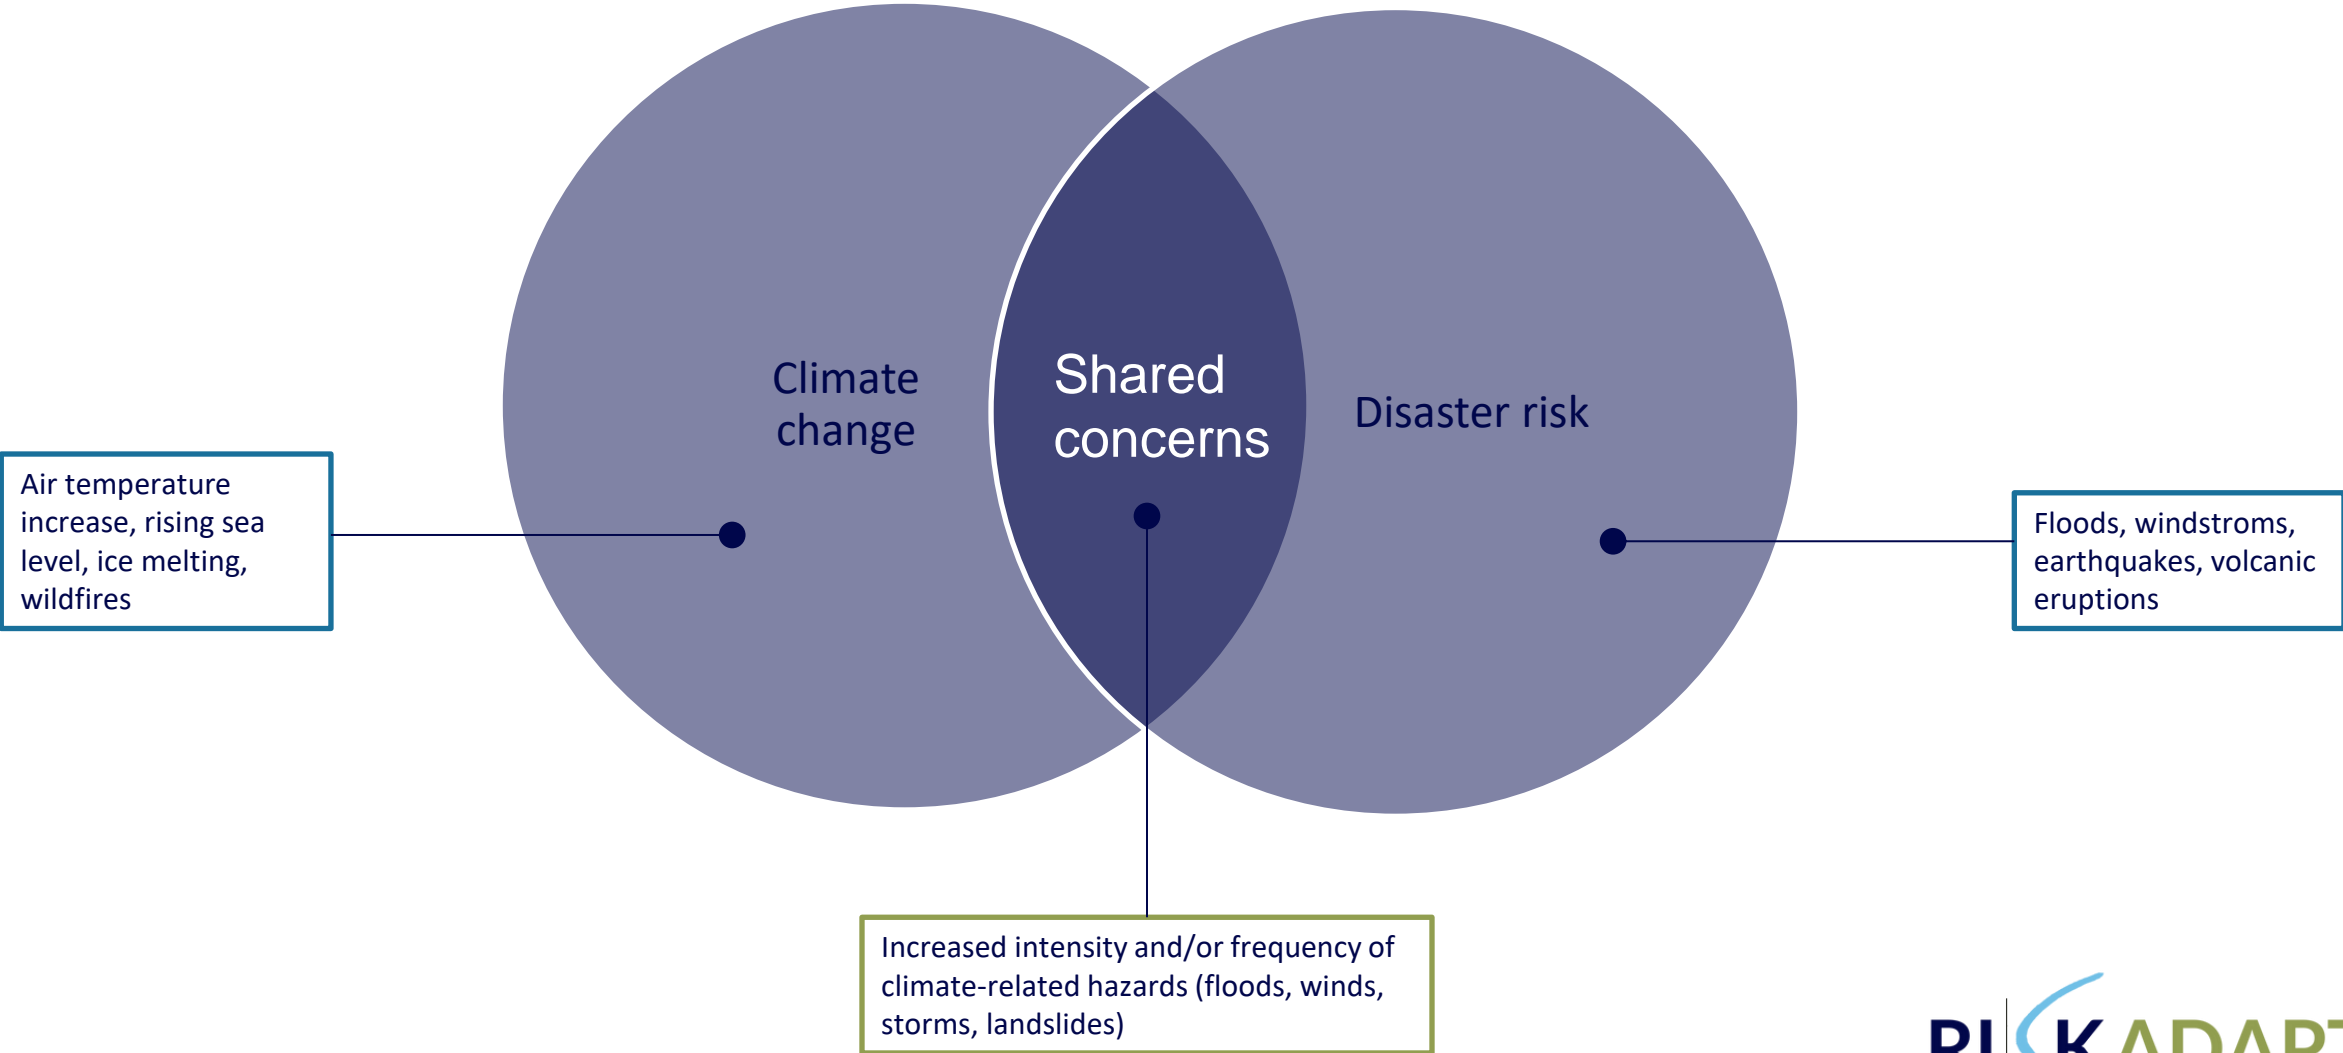 Climate
change
Shared
concerns
Disaster risk
Air temperature
increase, rising sea
level, ice melting,
wildfires
Floods, windstroms,
earthquakes, volcanic
eruptions
Increased intensity and/or frequency of
climate-related hazards (floods, winds,
storms, landslides)
RISKADAPT